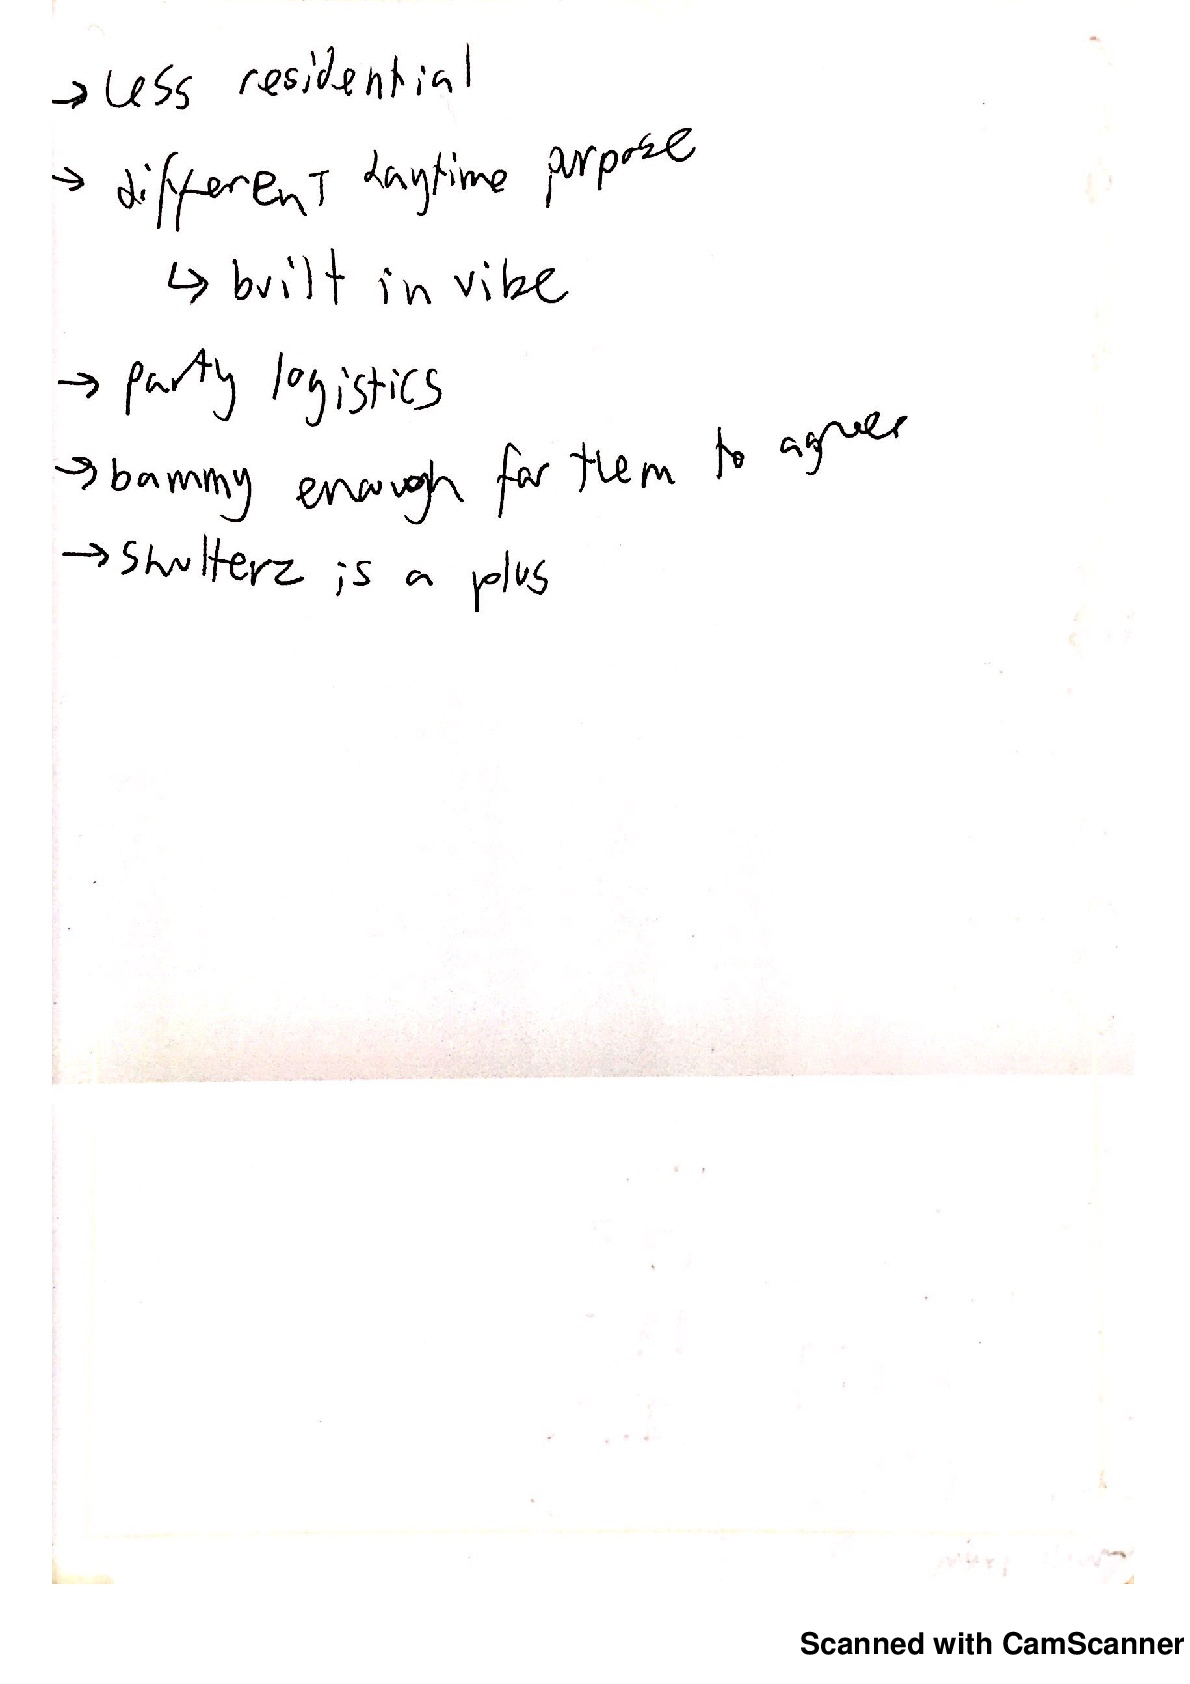 → Less residential
→ different daytime purpose
↳ built in vibe
→ party logistics
→ bammy enough for them to agree
→ Shutterz is a plus
Scanned with CamScanner